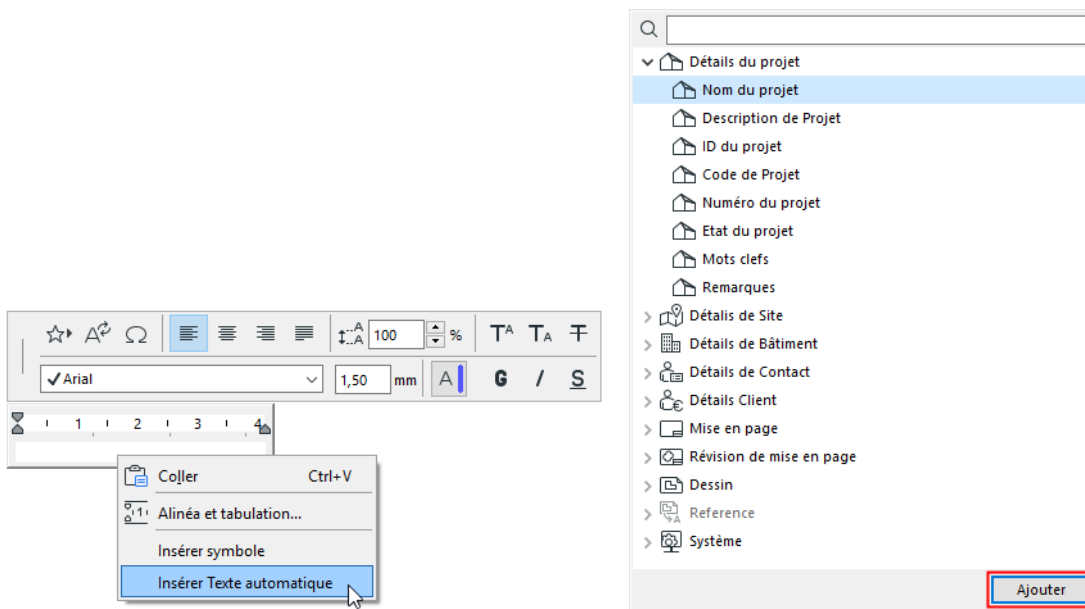 Détails du projet
Nom du projet
Description de Projet
ID du projet
Code de Projet
Numéro du projet
Etat du projet
Mots clefs
Remarques
Détalis de Site
Détails de Bâtiment
Détails de Contact
Détails Client
Mise en page
Révision de mise en page
Dessin
Reference
Système
Ajouter
100 %
Arial 1,50 mm A G / S
1 2 3 4
Coller Ctrl+V
Alinéa et tabulation...
Insérer symbole
Insérer Texte automatique